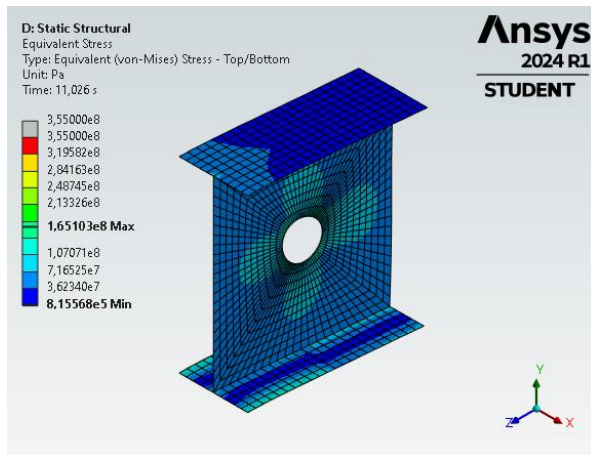 D: Static Structural
Equivalent Stress
Type: Equivalent (von-Mises) Stress - Top/Bottom
Unit: Pa
Time: 11,026 s
Ansys
2024 R1
STUDENT
3,55000e8
3,55000e8
3,19582e8
2,84163e8
2,48745e8
2,13326e8
1,65103e8 Max
1,07071e8
7,16525e7
3,62340e7
8,15568e5 Min
Y
Z
X